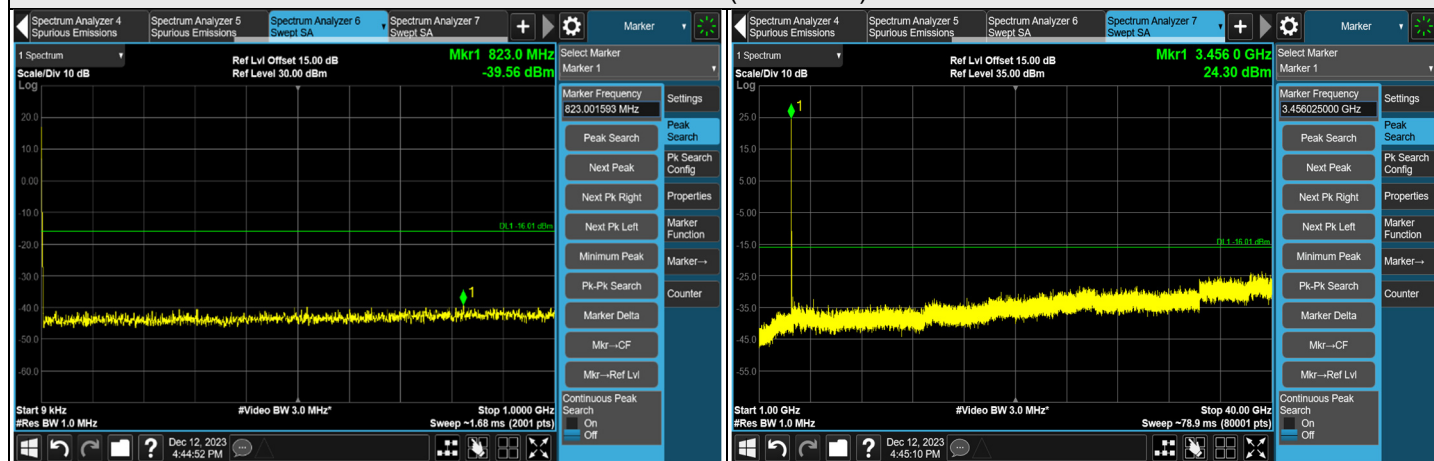 Spectrum Analyzer 4
Spurious Emissions
Spectrum Analyzer 5
Spurious Emissions
Spectrum Analyzer 6
Swept SA
Spectrum Analyzer 7
Swept SA
+
Marker
1 Spectrum
Scale/Div 10 dB
Log
Ref Lvl Offset 15.00 dB
Ref Level 30.00 dBm
Mkr1 823.0 MHz
-39.56 dBm
20.0
10.0
0.00
-10.0
-20.0
-30.0
-40.0
-50.0
-60.0
DL1 -16.01 dBm
1
Start 9 kHz
#Res BW 1.0 MHz
#Video BW 3.0 MHz*
Stop 1.0000 GHz
Sweep ~1.68 ms (2001 pts)
Select Marker
Marker 1
Marker Frequency
823.001593 MHz
Peak Search
Next Peak
Next Pk Right
Next Pk Left
Minimum Peak
Pk-Pk Search
Marker Delta
Mkr→CF
Mkr→Ref Lvl
Continuous Peak
Search
On
Off
Settings
Peak
Search
Pk Search
Config
Properties
Marker
Function
Marker→
Counter
?
Dec 12, 2023
4:44:52 PM
Spectrum Analyzer 4
Spurious Emissions
Spectrum Analyzer 5
Spurious Emissions
Spectrum Analyzer 6
Swept SA
Spectrum Analyzer 7
Swept SA
+
Marker
1 Spectrum
Scale/Div 10 dB
Log
Ref Lvl Offset 15.00 dB
Ref Level 35.00 dBm
Mkr1 3.456 0 GHz
24.30 dBm
25.0
15.0
5.00
-5.00
-15.0
-25.0
-35.0
-45.0
-55.0
DL1 -16.01 dBm
1
Start 1.00 GHz
#Res BW 1.0 MHz
#Video BW 3.0 MHz*
Stop 40.00 GHz
Sweep ~78.9 ms (80001 pts)
Select Marker
Marker 1
Marker Frequency
3.456025000 GHz
Peak Search
Next Peak
Next Pk Right
Next Pk Left
Minimum Peak
Pk-Pk Search
Marker Delta
Mkr→CF
Mkr→Ref Lvl
Continuous Peak
Search
On
Off
Settings
Peak
Search
Pk Search
Config
Properties
Marker
Function
Marker→
Counter
?
Dec 12, 2023
4:45:10 PM